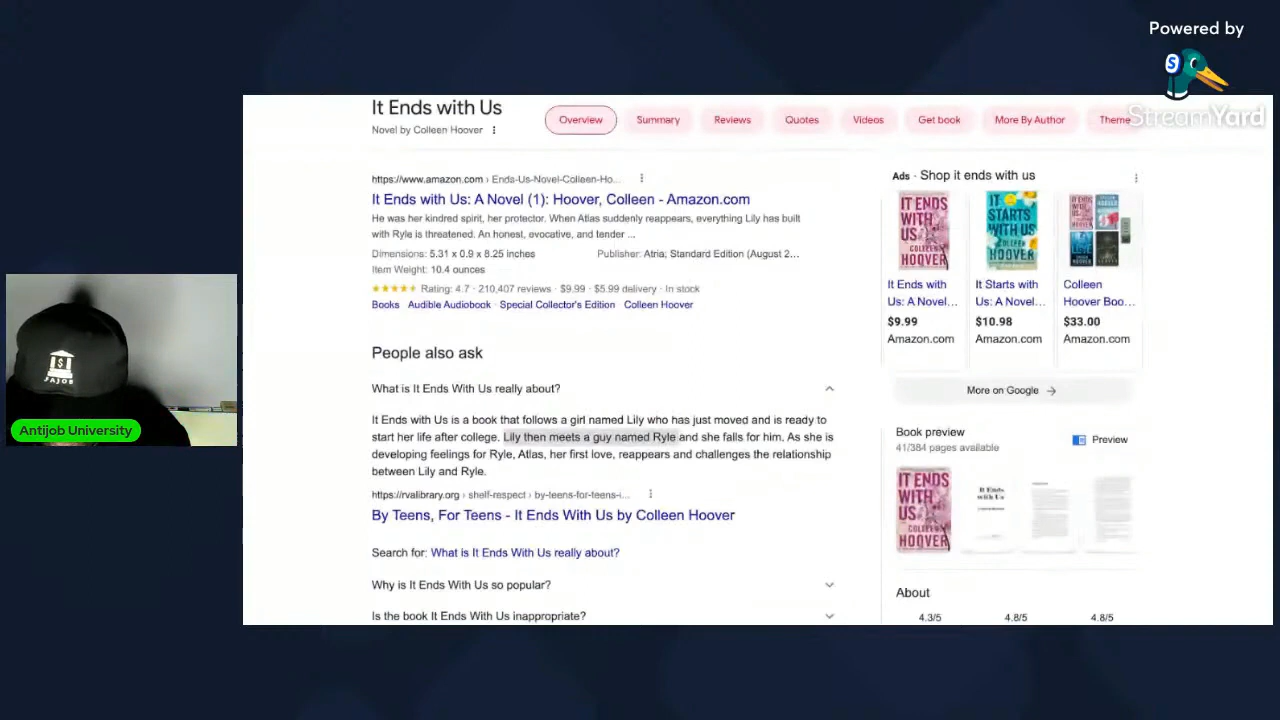 Powered by
StreamYard
It Ends with Us
Novel by Colleen Hoover
Overview
Summary
Reviews
Quotes
Videos
Get book
More By Author
Theme
https://www.amazon.com › Ends-Us-Novel-Colleen-Ho...
It Ends with Us: A Novel (1): Hoover, Colleen - Amazon.com
He was her kindred spirit, her protector. When Atlas suddenly reappears, everything Lily has built
with Ryle is threatened. An honest, evocative, and tender ...
Dimensions: 5.31 x 0.9 x 8.25 inches
Publisher: Atria; Standard Edition (August 2...
Item Weight: 10.4 ounces
Rating: 4.7 · 210,407 reviews · $9.99 · $5.99 delivery · In stock
Books Audible Audiobook · Special Collector's Edition · Colleen Hoover
People also ask
What is It Ends With Us really about?
It Ends with Us is a book that follows a girl named Lily who has just moved and is ready to
start her life after college. Lily then meets a guy named Ryle and she falls for him. As she is
developing feelings for Ryle, Atlas, her first love, reappears and challenges the relationship
between Lily and Ryle.
https://rvalibrary.org › shelf-respect › by-teens-for-teens-i...
By Teens, For Teens - It Ends With Us by Colleen Hoover
Search for: What is It Ends With Us really about?
Why is It Ends With Us so popular?
Is the book It Ends With Us inappropriate?
Ads · Shop it ends with us
IT ENDS WITH US COLLEEN HOOVER
IT STARTS WITH US COLLEEN HOOVER
It Ends with
Us: A Novel...
$9.99
Amazon.com
It Starts with
Us: A Novel...
$10.98
Amazon.com
Colleen
Hoover Boo...
$33.00
Amazon.com
More on Google →
Book preview
41/384 pages available
Preview
IT ENDS WITH US COLLEEN HOOVER
It Ends
with Us
About
4.3/5
4.8/5
4.8/5
Antijob University